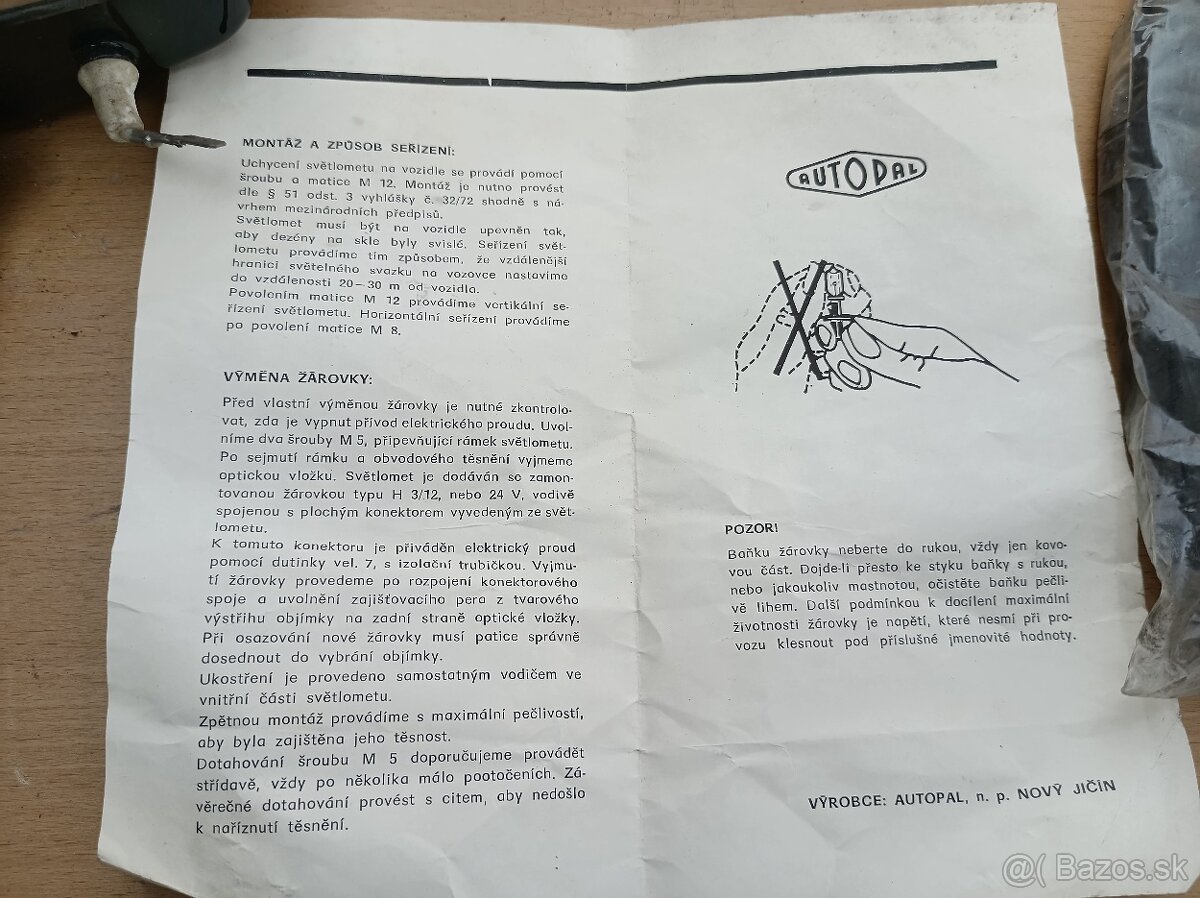 MONTÁŽ A ZPŮSOB SEŘÍZENÍ:
Uchycení světlometu na vozidle se provádí pomocí
šroubu a matice M 12. Montáž je nutno provést
dle § 51 odst. 3 vyhlášky č. 32/72 shodně s ná-
vrhem mezinárodních předpisů.
Světlomet musí být na vozidle upevněn tak,
aby dezény na skle byly svislé. Seřízení svět-
lometu provádíme tím způsobem, že vzdálenější
hranici světelného svazku na vozovce nastavíme
do vzdálenosti 20–30 m od vozidla.
Povolením matice M 12 provádíme vertikální se-
řízení světlometu. Horizontální seřízení provádíme
po povolení matice M 8.
VÝMĚNA ŽÁROVKY:
Před vlastní výměnou žárovky je nutné zkontrolo-
vat, zda je vypnut přívod elektrického proudu. Uvol-
níme dva šrouby M 5, připevňující rámek světlometu.
Po sejmutí rámku a obvodového těsnění vyjmeme
optickou vložku. Světlomet je dodáván se zamon-
tovanou žárovkou typu H 3/12, nebo 24 V, vodivě
spojenou s plochým konektorem vyvedeným ze svět-
lometu.
K tomuto konektoru je přiváděn elektrický proud
pomocí dutinky vel. 7, s izolační trubičkou. Vyjmu-
tí žárovky provedeme po rozpojení konektorového
spoje a uvolnění zajišťovacího pera z tvarového
výstřihu objímky na zadní straně optické vložky.
Při osazování nové žárovky musí patice správně
dosednout do vybrání objímky.
Ukostření je provedeno samostatným vodičem ve
vnitřní části světlometu.
Zpětnou montáž provádíme s maximální pečlivostí,
aby byla zajištěna jeho těsnost.
Dotahování šroubu M 5 doporučujeme provádět
střídavě, vždy po několika málo pootočeních. Zá-
věrečné dotahování provést s citem, aby nedošlo
k naříznutí těsnění.
AUTOPAL
POZOR!
Baňku žárovky neberte do rukou, vždy jen kovo-
vou část. Dojde-li přesto ke styku baňky s rukou,
nebo jakoukoliv mastnotou, očistěte baňku pečli-
vě lihem. Další podmínkou k docílení maximální
životnosti žárovky je napětí, které nesmí při pro-
vozu klesnout pod příslušné jmenovité hodnoty.
VÝROBCE: AUTOPAL, n. p. NOVÝ JIČÍN
@( Bazos.sk